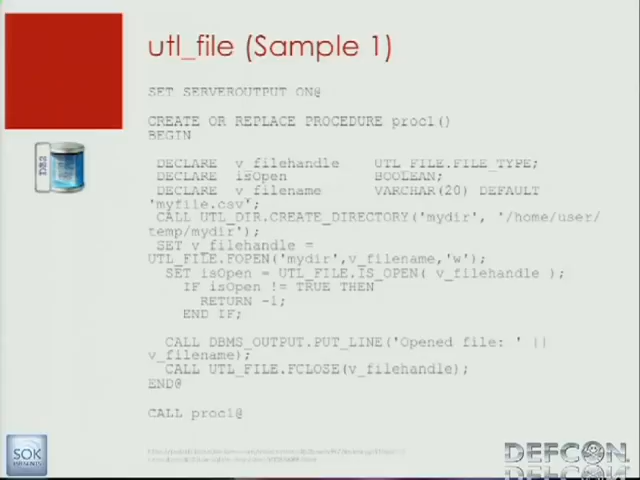 utl_file (Sample 1)
SET SERVEROUTPUT ON@
CREATE OR REPLACE PROCEDURE proc1()
BEGIN
DECLARE v_filehandle UTL_FILE.FILE_TYPE;
DECLARE isOpen BOOLEAN;
DECLARE v_filename VARCHAR(20) DEFAULT
'myfile.csv';
CALL UTL_DIR.CREATE_DIRECTORY('mydir', '/home/user/
temp/mydir');
SET v_filehandle =
UTL_FILE.FOPEN('mydir',v_filename,'w');
SET isOpen = UTL_FILE.IS_OPEN( v_filehandle );
IF isOpen != TRUE THEN
RETURN -1;
END IF;
CALL DBMS_OUTPUT.PUT_LINE('Opened file: ' ||
v_filename);
CALL UTL_FILE.FCLOSE(v_filehandle);
END@
CALL proc1@
DB2
SOK
DEFCON